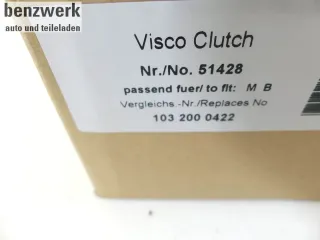 benzwerk
auto und teileladen
Visco Clutch
Nr./No. 51428
passend fuer/ to fit: M B
Vergleichs.-Nr./Replaces No
103 200 0422